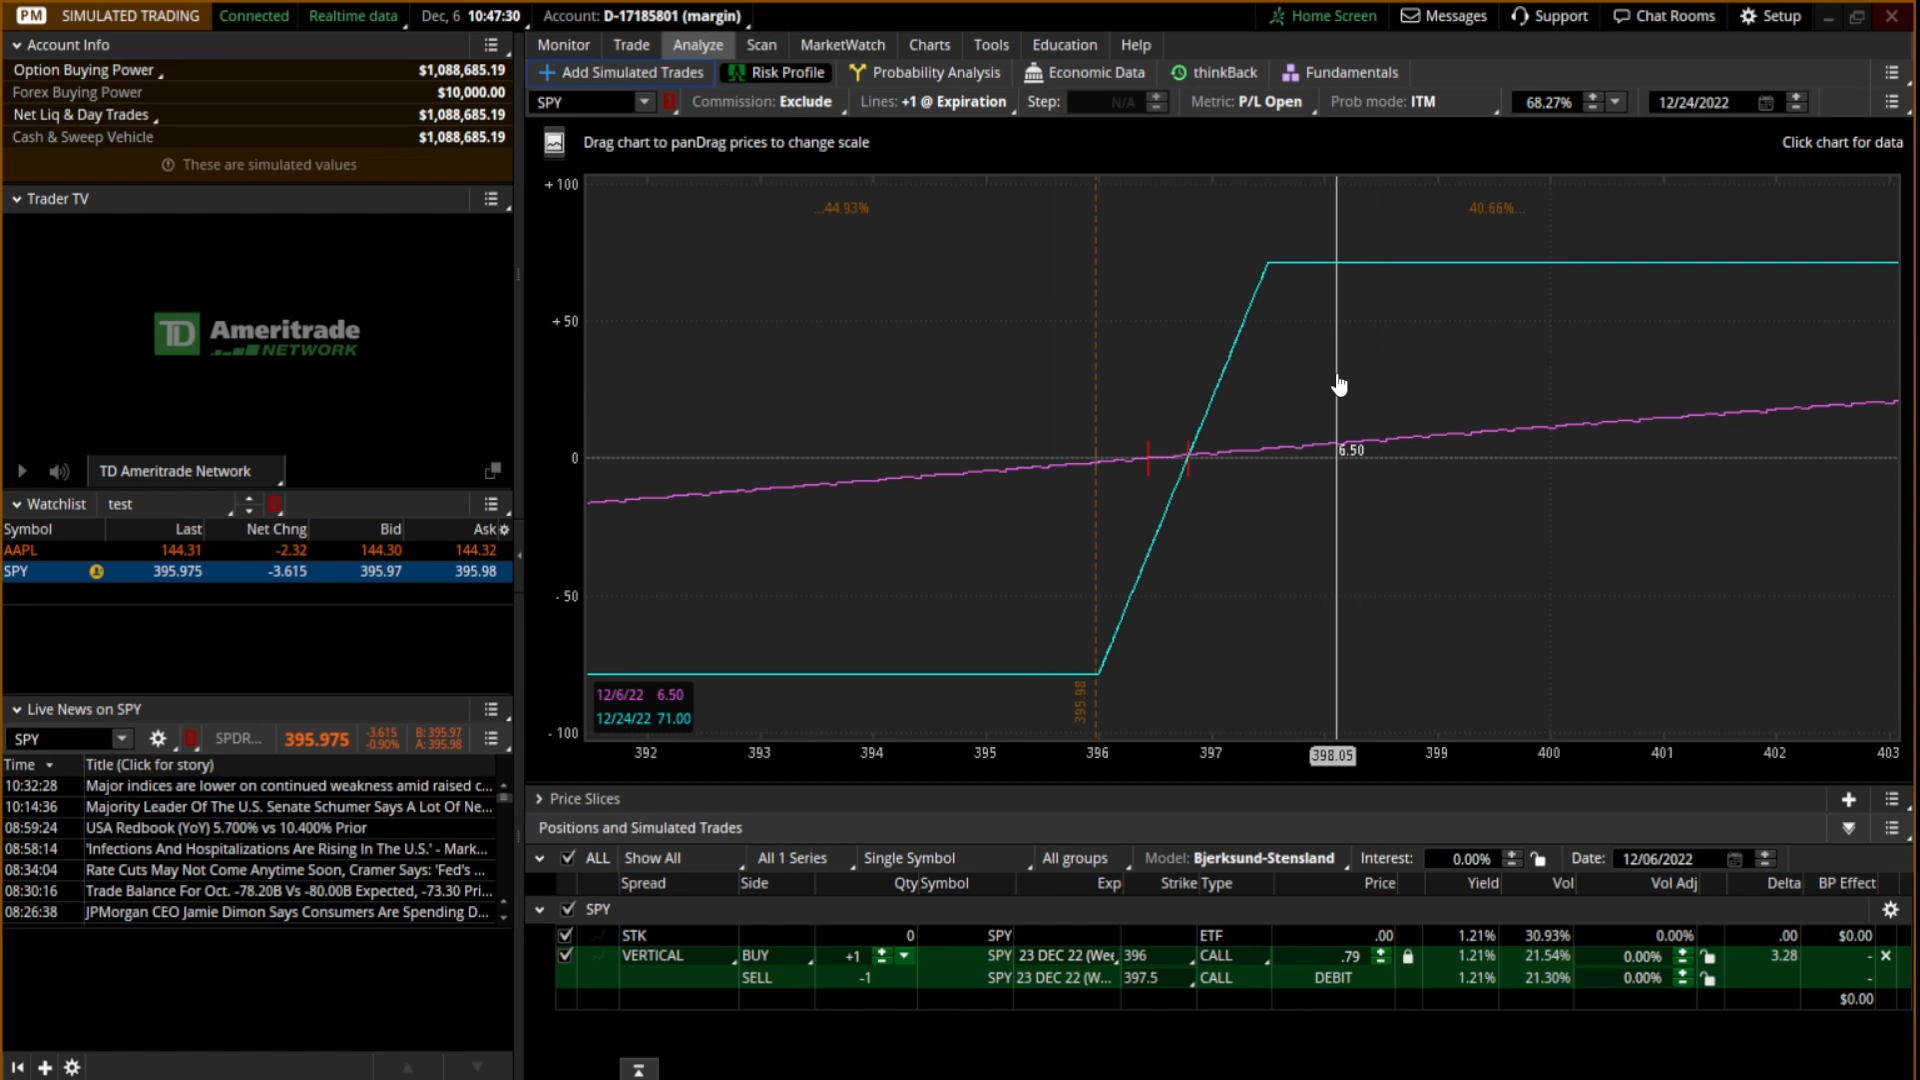 PM SIMULATED TRADING Connected Realtime data Dec, 6 10:47:30 Account: D-17185801 (margin) Home Screen Messages Support Chat Rooms Setup
Account Info
Option Buying Power $1,088,685.19
Forex Buying Power $10,000.00
Net Liq & Day Trades $1,088,685.19
Cash & Sweep Vehicle $1,088,685.19
These are simulated values
Trader TV
TD Ameritrade
NETWORK
TD Ameritrade Network
Watchlist test
Symbol Last Net Chng Bid Ask
AAPL 144.31 -2.32 144.30 144.32
SPY 395.975 -3.615 395.97 395.98
Live News on SPY
SPY SPDR... 395.975 -3.615 -0.90% B: 395.97 A: 395.98
Time Title (Click for story)
10:32:28 Major indices are lower on continued weakness amid raised c...
10:14:36 Majority Leader Of The U.S. Senate Schumer Says A Lot Of Ne...
08:59:24 USA Redbook (YoY) 5.700% vs 10.400% Prior
08:58:14 'Infections And Hospitalizations Are Rising In The U.S.' - Mark...
08:34:04 Rate Cuts May Not Come Anytime Soon, Cramer Says: 'Fed's ...
08:30:16 Trade Balance For Oct. -78.20B Vs -80.00B Expected, -73.30 Pri...
08:26:38 JPMorgan CEO Jamie Dimon Says Consumers Are Spending D...
Monitor Trade Analyze Scan MarketWatch Charts Tools Education Help
Add Simulated Trades Risk Profile Probability Analysis Economic Data thinkBack Fundamentals
SPY Commission: Exclude Lines: +1 @ Expiration Step: N/A Metric: P/L Open Prob mode: ITM 68.27% 12/24/2022
Drag chart to panDrag prices to change scale Click chart for data
+ 100
...44.93% 40.66%...
+ 50
0
6.50
- 50
12/6/22 6.50
12/24/22 71.00
395.98
- 100
392 393 394 395 396 397 398.05 399 400 401 402 403
Price Slices
Positions and Simulated Trades
ALL Show All All 1 Series Single Symbol All groups Model: Bjerksund-Stensland Interest: 0.00% Date: 12/06/2022
Spread Side Qty Symbol Exp Strike Type Price Yield Vol Vol Adj Delta BP Effect
SPY
STK 0 SPY ETF .00 1.21% 30.93% 0.00% .00 $0.00
VERTICAL BUY +1 SPY 23 DEC 22 (Wee 396 CALL .79 1.21% 21.54% 0.00% 3.28 -
SELL -1 SPY 23 DEC 22 (W... 397.5 CALL DEBIT 1.21% 21.30% 0.00% -
$0.00